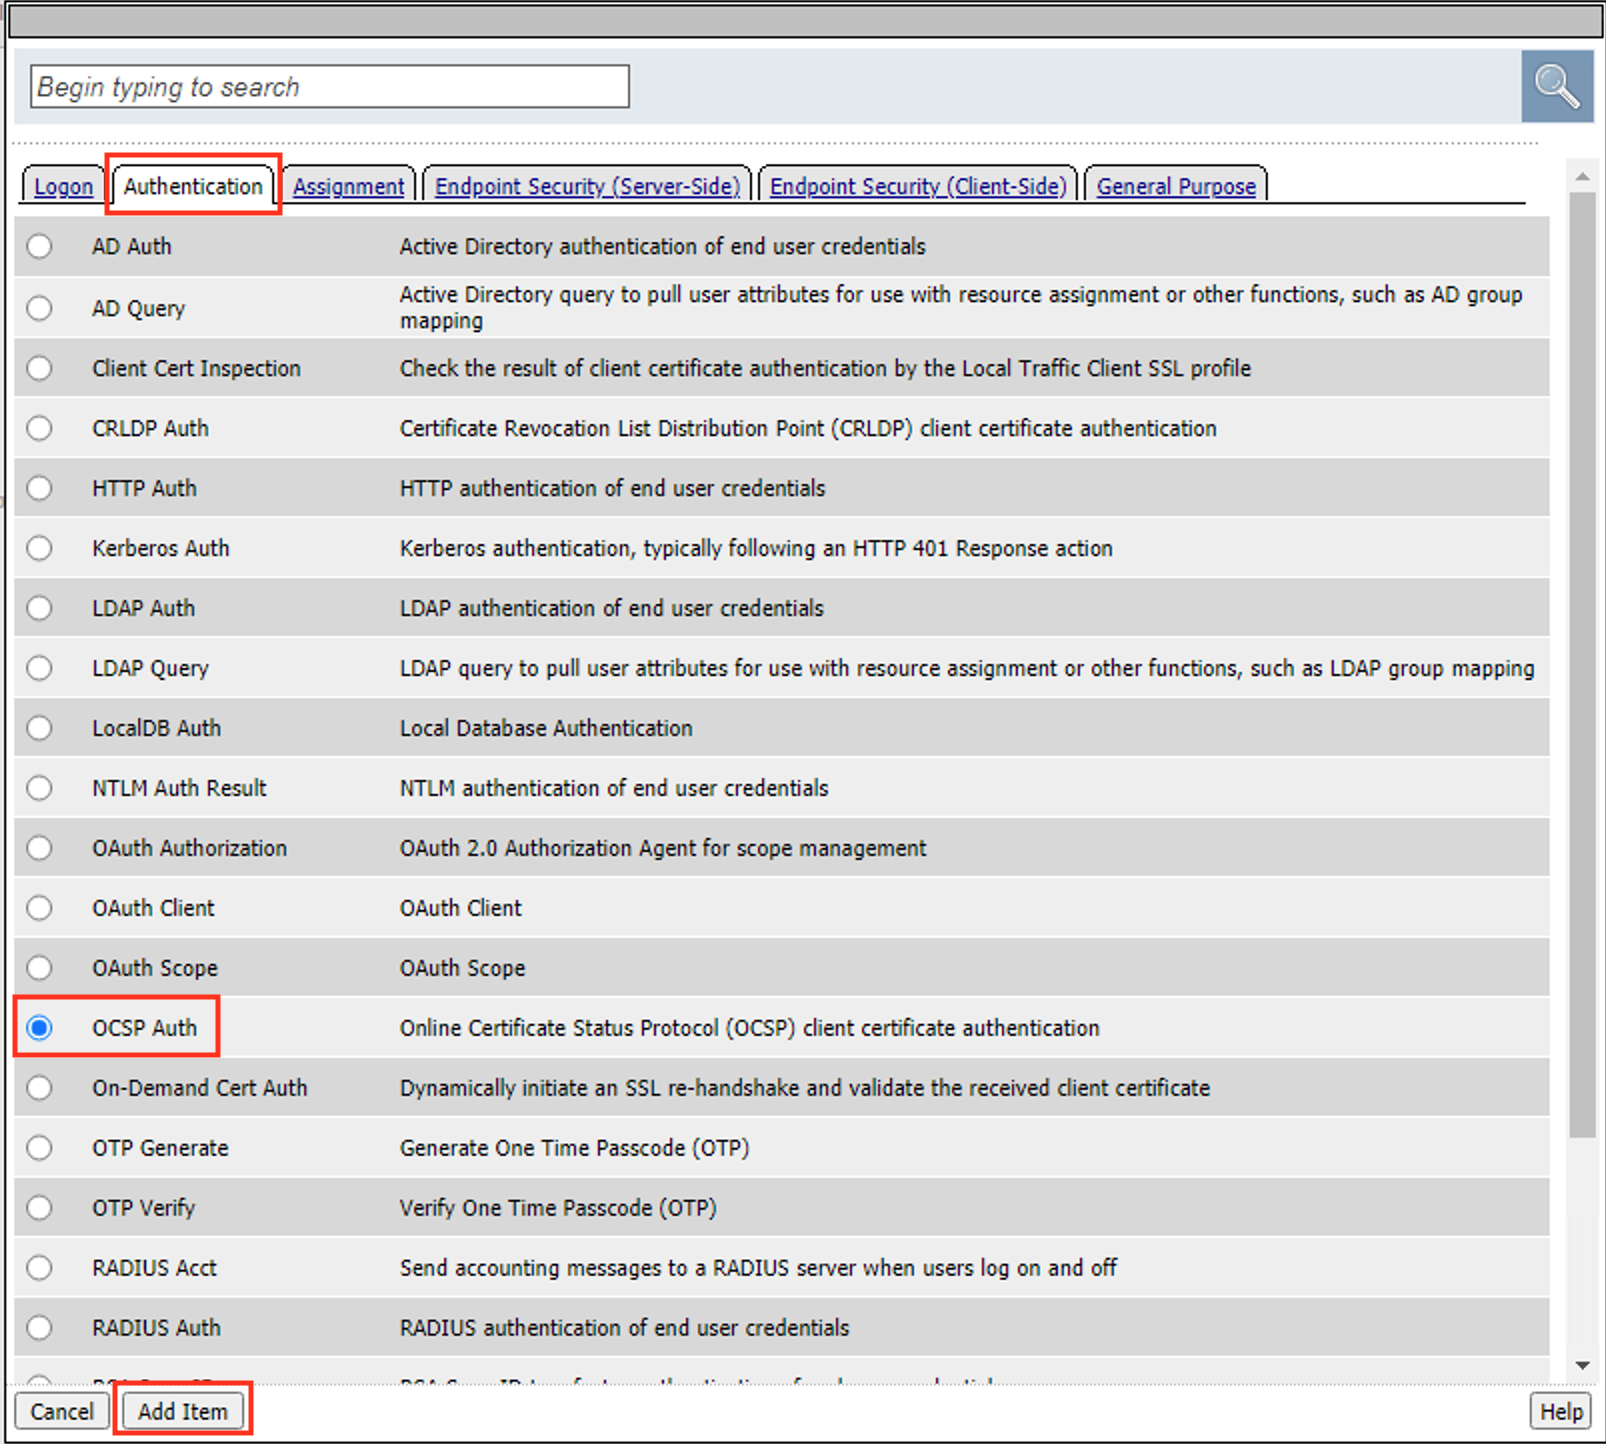 Begin typing to search
Logon Authentication Assignment Endpoint Security (Server-Side) Endpoint Security (Client-Side) General Purpose
AD Auth Active Directory authentication of end user credentials
AD Query Active Directory query to pull user attributes for use with resource assignment or other functions, such as AD group
mapping
Client Cert Inspection Check the result of client certificate authentication by the Local Traffic Client SSL profile
CRLDP Auth Certificate Revocation List Distribution Point (CRLDP) client certificate authentication
HTTP Auth HTTP authentication of end user credentials
Kerberos Auth Kerberos authentication, typically following an HTTP 401 Response action
LDAP Auth LDAP authentication of end user credentials
LDAP Query LDAP query to pull user attributes for use with resource assignment or other functions, such as LDAP group mapping
LocalDB Auth Local Database Authentication
NTLM Auth Result NTLM authentication of end user credentials
OAuth Authorization OAuth 2.0 Authorization Agent for scope management
OAuth Client OAuth Client
OAuth Scope OAuth Scope
OCSP Auth Online Certificate Status Protocol (OCSP) client certificate authentication
On-Demand Cert Auth Dynamically initiate an SSL re-handshake and validate the received client certificate
OTP Generate Generate One Time Passcode (OTP)
OTP Verify Verify One Time Passcode (OTP)
RADIUS Acct Send accounting messages to a RADIUS server when users log on and off
RADIUS Auth RADIUS authentication of end user credentials
Cancel Add Item Help